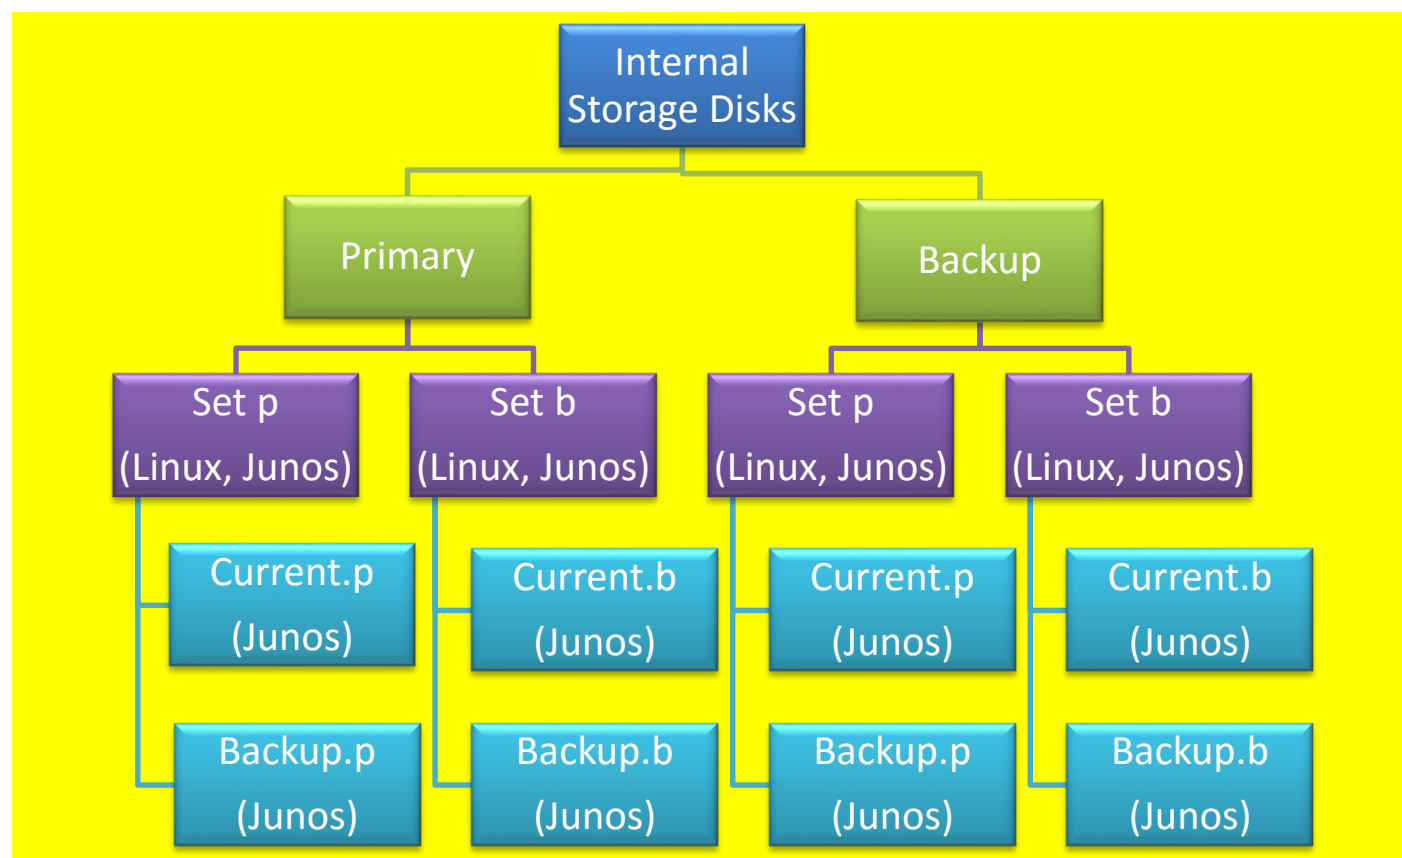 Internal
Storage Disks
Primary
Backup
Set p
(Linux, Junos)
Set b
(Linux, Junos)
Set p
(Linux, Junos)
Set b
(Linux, Junos)
Current.p
(Junos)
Current.b
(Junos)
Current.p
(Junos)
Current.b
(Junos)
Backup.p
(Junos)
Backup.b
(Junos)
Backup.p
(Junos)
Backup.b
(Junos)